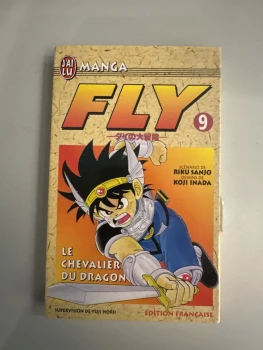 J'AI
LU
MANGA
FLY
9
ダイの大冒険
SCÉNARIO DE
RIKU SANJO
DESSINS DE
KOJI INADA
LE
CHEVALIER
DU DRAGON
SUPERVISION DE YUJI HORII
ÉDITION FRANÇAISE